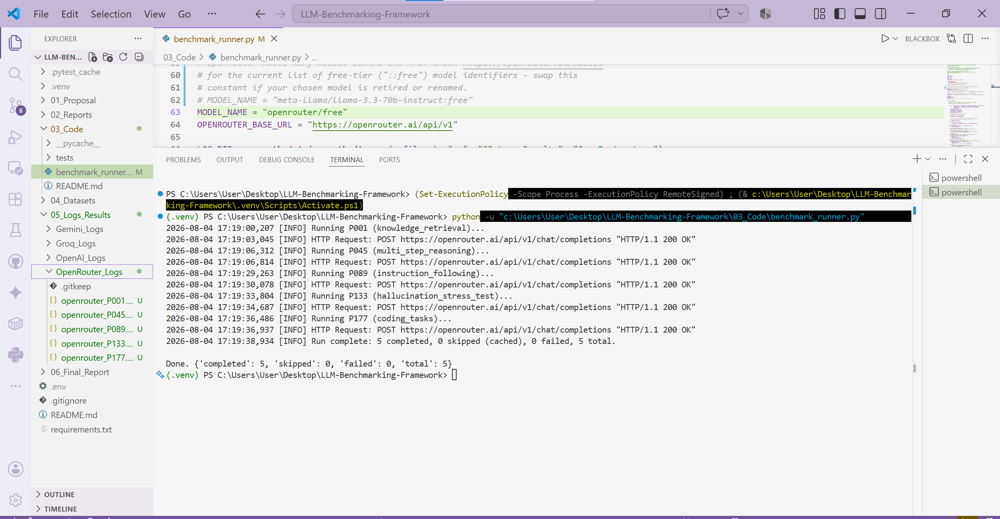 File Edit Selection View Go ... LLM-Benchmarking-Framework
EXPLORER ...
LLM-BEN...
.pytest_cache
.venv
01_Proposal
02_Reports
03_Code
__pycache__
tests
benchmark_runner... M
README.md
04_Datasets
05_Logs_Results
Gemini_Logs
Groq_Logs
OpenAI_Logs
OpenRouter_Logs
.gitkeep
openrouter_P001.... U
openrouter_P045.... U
openrouter_P089.... U
openrouter_P133.... U
openrouter_P177.... U
06_Final_Report
.env
.gitignore
README.md
requirements.txt
OUTLINE
TIMELINE
6
benchmark_runner.py M
BLACKBOX
03_Code > benchmark_runner.py > ...
60 # for the current list of free-tier ("::free") model identifiers - swap this
61 # constant if your chosen model is retired or renamed.
62 # MODEL_NAME = "meta-llama/llama-3.3-70b-instruct:free"
63 MODEL_NAME = "openrouter/free"
64 OPENROUTER_BASE_URL = "https://openrouter.ai/api/v1"
65
PROBLEMS OUTPUT DEBUG CONSOLE TERMINAL PORTS
powershell
powershell
PS C:\Users\User\Desktop\LLM-Benchmarking-Framework> (Set-ExecutionPolicy -Scope Process -ExecutionPolicy RemoteSigned) ; (& c:\Users\User\Desktop\LLM-Benchmar
king-Framework\.venv\Scripts\Activate.ps1)
(.venv) PS C:\Users\User\Desktop\LLM-Benchmarking-Framework> python -u "c:\Users\User\Desktop\LLM-Benchmarking-Framework\03_Code\benchmark_runner.py"
2026-08-04 17:19:00,207 [INFO] Running P001 (knowledge_retrieval)...
2026-08-04 17:19:03,045 [INFO] HTTP Request: POST https://openrouter.ai/api/v1/chat/completions "HTTP/1.1 200 OK"
2026-08-04 17:19:06,312 [INFO] Running P045 (multi_step_reasoning)...
2026-08-04 17:19:06,814 [INFO] HTTP Request: POST https://openrouter.ai/api/v1/chat/completions "HTTP/1.1 200 OK"
2026-08-04 17:19:29,263 [INFO] Running P089 (instruction_following)...
2026-08-04 17:19:30,078 [INFO] HTTP Request: POST https://openrouter.ai/api/v1/chat/completions "HTTP/1.1 200 OK"
2026-08-04 17:19:33,804 [INFO] Running P133 (hallucination_stress_test)...
2026-08-04 17:19:34,687 [INFO] HTTP Request: POST https://openrouter.ai/api/v1/chat/completions "HTTP/1.1 200 OK"
2026-08-04 17:19:36,486 [INFO] Running P177 (coding_tasks)...
2026-08-04 17:19:36,937 [INFO] HTTP Request: POST https://openrouter.ai/api/v1/chat/completions "HTTP/1.1 200 OK"
2026-08-04 17:19:38,934 [INFO] Run complete: 5 completed, 0 skipped (cached), 0 failed, 5 total.
Done. {'completed': 5, 'skipped': 0, 'failed': 0, 'total': 5}
(.venv) PS C:\Users\User\Desktop\LLM-Benchmarking-Framework>